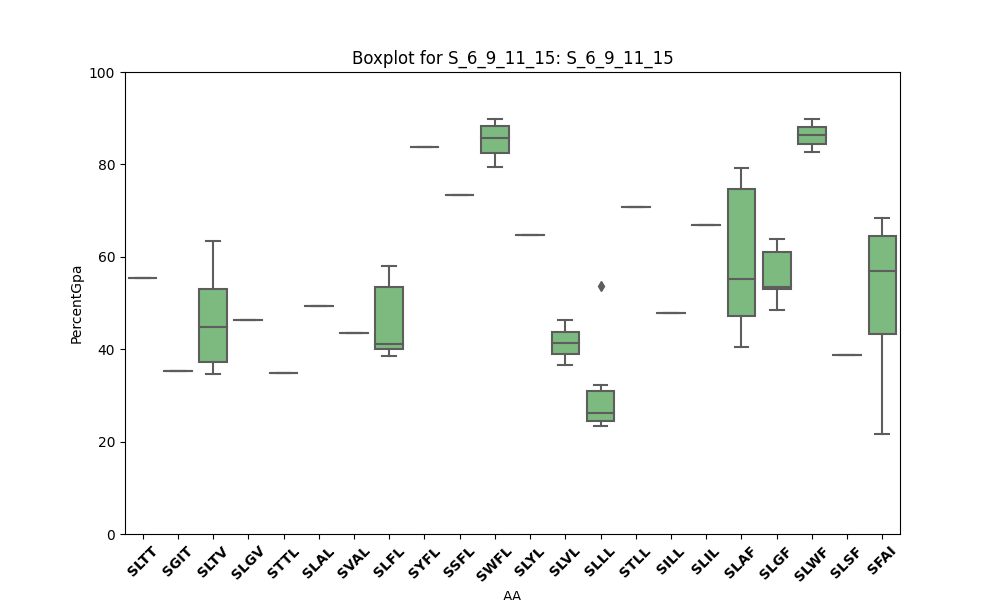 Boxplot for S_6_9_11_15: S_6_9_11_15
PercentGpa
100
80
60
40
20
0
SLTT SGIT SLTV SLGV STTL SLAL SVAL SLFL SYFL SSFL SWFL SLYL SLVL SLLL STLL SILL SLIL SLAF SLGF SLWF SLSF SFAI
AA